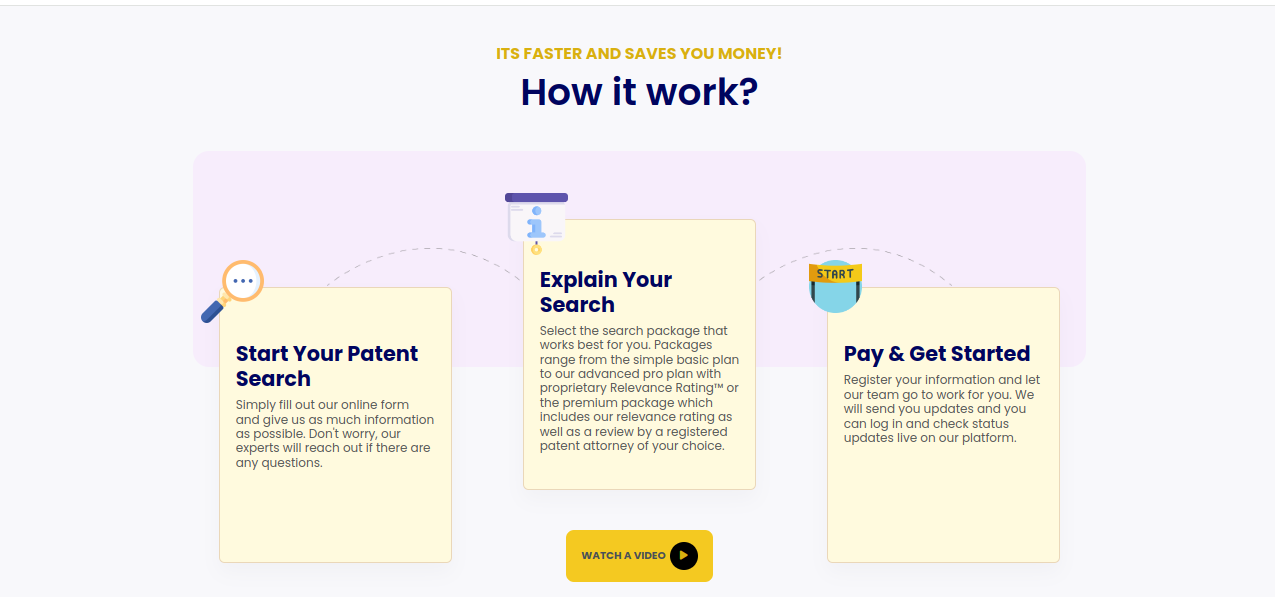 ITS FASTER AND SAVES YOU MONEY!
How it work?
Start Your Patent
Search
Simply fill out our online form
and give us as much information
as possible. Don't worry, our
experts will reach out if there are
any questions.
Explain Your
Search
Select the search package that
works best for you. Packages
range from the simple basic plan
to our advanced pro plan with
proprietary Relevance Rating™ or
the premium package which
includes our relevance rating as
well as a review by a registered
patent attorney of your choice.
START
Pay & Get Started
Register your information and let
our team go to work for you. We
will send you updates and you
can log in and check status
updates live on our platform.
WATCH A VIDEO